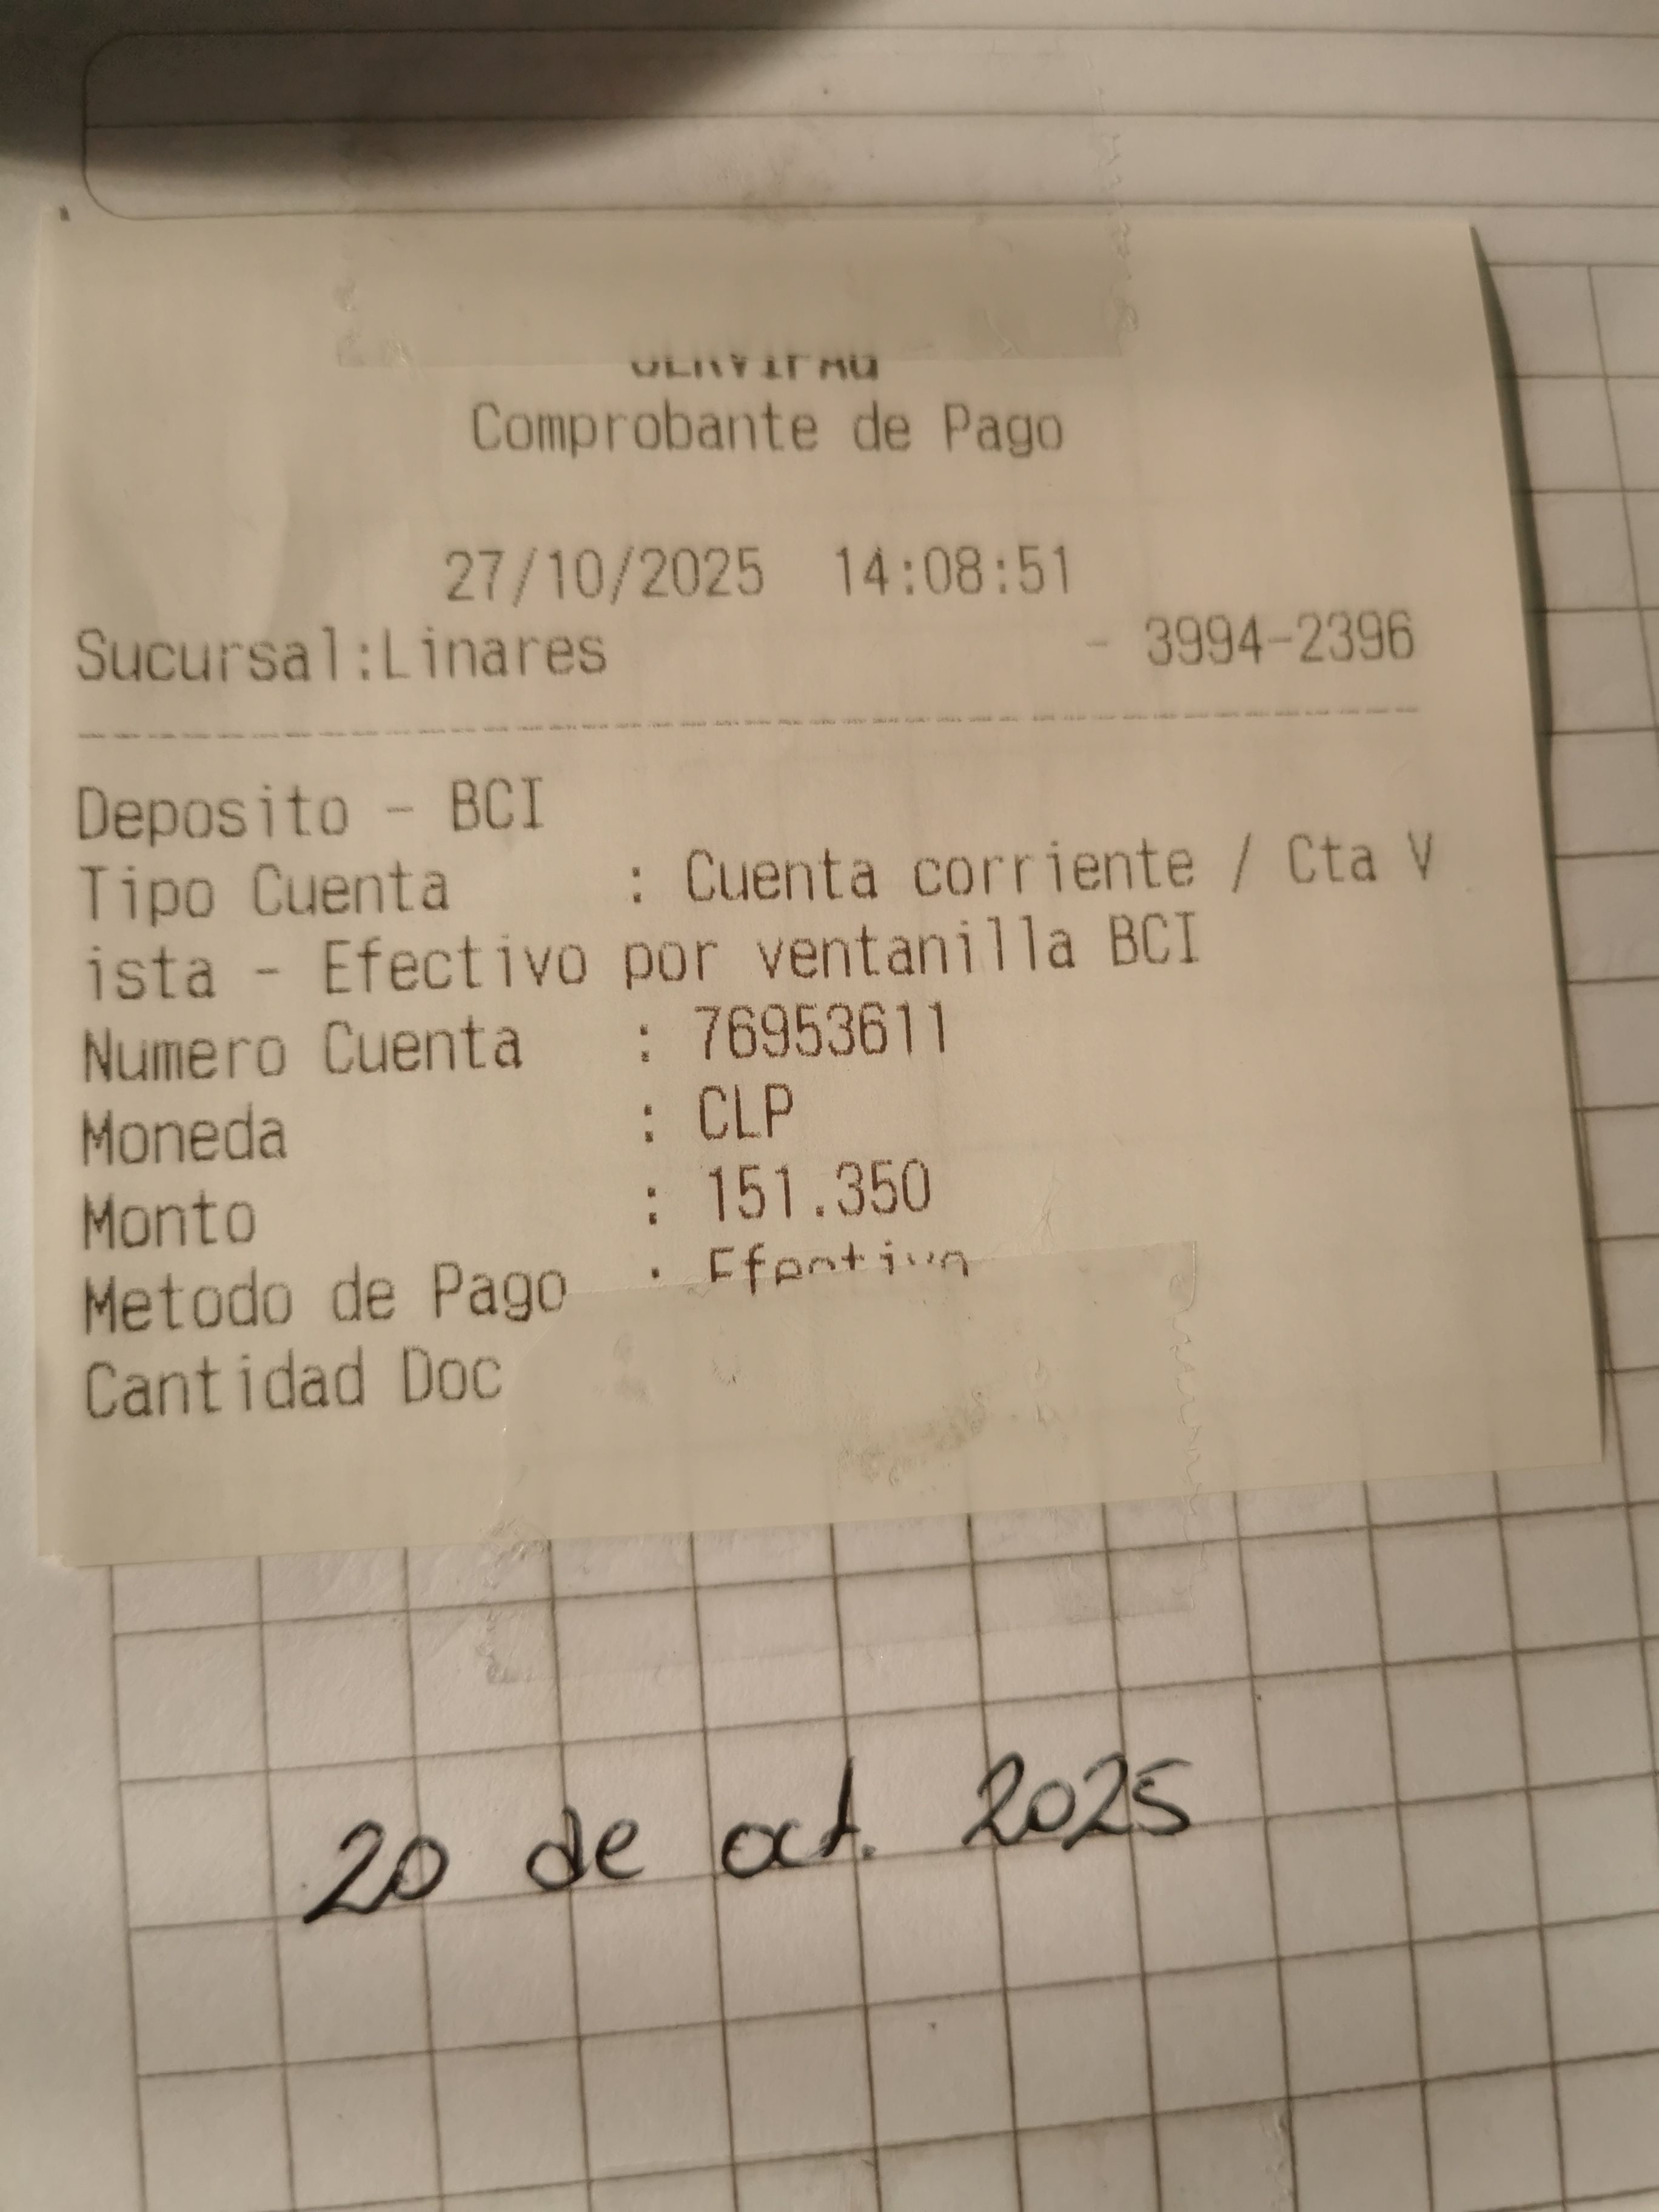 SERVIPAG
Comprobante de Pago
27/10/2025 14:08:51
Sucursal:Linares - 3994-2396
Deposito - BCI
Tipo Cuenta : Cuenta corriente / Cta V
ista - Efectivo por ventanilla BCI
Numero Cuenta : 76953611
Moneda : CLP
Monto : 151.350
Metodo de Pago : Efectivo
Cantidad Doc
20 de oct. 2025